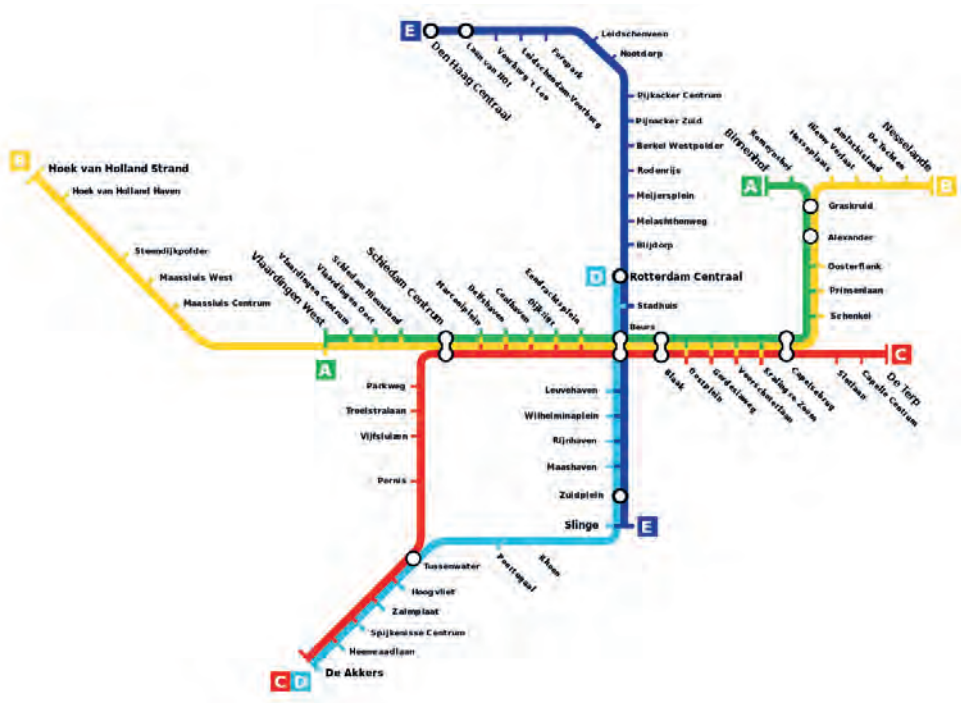 E
Den Haag Centraal
Laan van NOI
Voorburg 't Loo
Leidschendam-Voorburg
Forepark
Leidschenveen
Nootdorp
Pijnacker Centrum
Pijnacker Zuid
Berkel Westpolder
Rodenrijs
Meijersplein
Melachthenweg
Blijdorp
D
Rotterdam Centraal
Stadhuis
Beurs
A
Binnenhof
Romeynshof
Hesseplaats
Nieuw Verlaat
Ambachtsland
De Tochten
Nesselande
B
Graskruid
Alexander
Oosterflank
Prinsenlaan
Schenkel
B
Hoek van Holland Strand
Hoek van Holland Haven
Steendijkpolder
Maassluis West
Maassluis Centrum
Vlaardingen West
Vlaardingen Centrum
Vlaardingen Oost
Schiedam Nieuwland
Schiedam Centrum
Marconiplein
Delfshaven
Coolhaven
Dijkzigt
Eendrachtsplein
A
C
Blaak
Oostplein
Gerdesiaweg
Voorschoterlaan
Kralingse Zoom
Capelsebrug
Slotlaan
Capelle Centrum
De Terp
Parkweg
Troelstralaan
Vijfsluizen
Pernis
Leuvehaven
Wilhelminaplein
Rijnhaven
Maashaven
Zuidplein
Slinge
E
Rhoon
Poortugaal
Tussenwater
Hoogvliet
Zalmplaat
Spijkenisse Centrum
Heemraadlaan
De Akkers
C
D